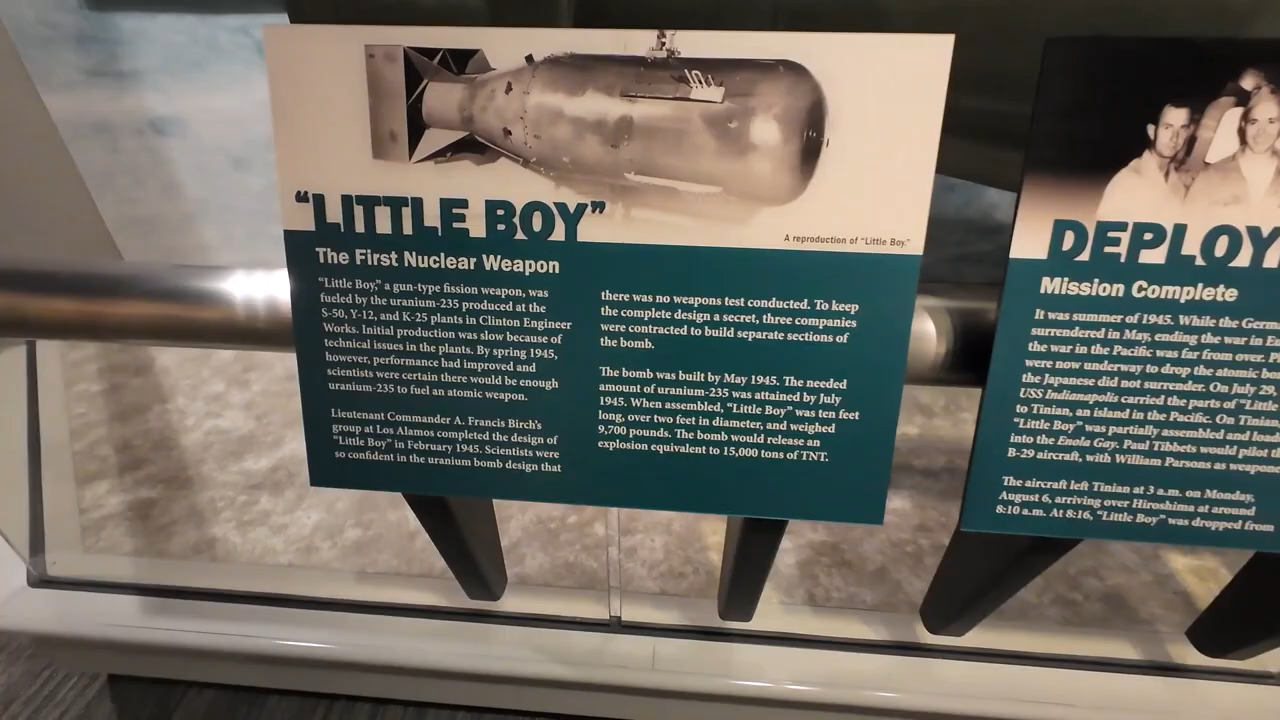 "LITTLE BOY"
A reproduction of "Little Boy."
The First Nuclear Weapon
"Little Boy," a gun-type fission weapon, was
fueled by the uranium-235 produced at the
S-50, Y-12, and K-25 plants in Clinton Engineer
Works. Initial production was slow because of
technical issues in the plants. By spring 1945,
however, performance had improved and
scientists were certain there would be enough
uranium-235 to fuel an atomic weapon.
Lieutenant Commander A. Francis Birch's
group at Los Alamos completed the design of
"Little Boy" in February 1945. Scientists were
so confident in the uranium bomb design that
there was no weapons test conducted. To keep
the complete design a secret, three companies
were contracted to build separate sections of
the bomb.
The bomb was built by May 1945. The needed
amount of uranium-235 was attained by July
1945. When assembled, "Little Boy" was ten feet
long, over two feet in diameter, and weighed
9,700 pounds. The bomb would release an
explosion equivalent to 15,000 tons of TNT.
DEPLOY
Mission Complete
It was summer of 1945. While the Germ
surrendered in May, ending the war in
the war in the Pacific was far from over.
were now underway to drop the atomic
the Japanese did not surrender. On July 29,
USS Indianapolis carried the parts of "Little
to Tinian, an island in the Pacific. On Tinian,
"Little Boy" was partially assembled and
into the Enola Gay. Paul Tibbets would pilot
B-29 aircraft, with William Parsons as
The aircraft left Tinian at 3 a.m. on Monday,
August 6, arriving over Hiroshima at around
8:10 a.m. At 8:16, "Little Boy" was dropped from